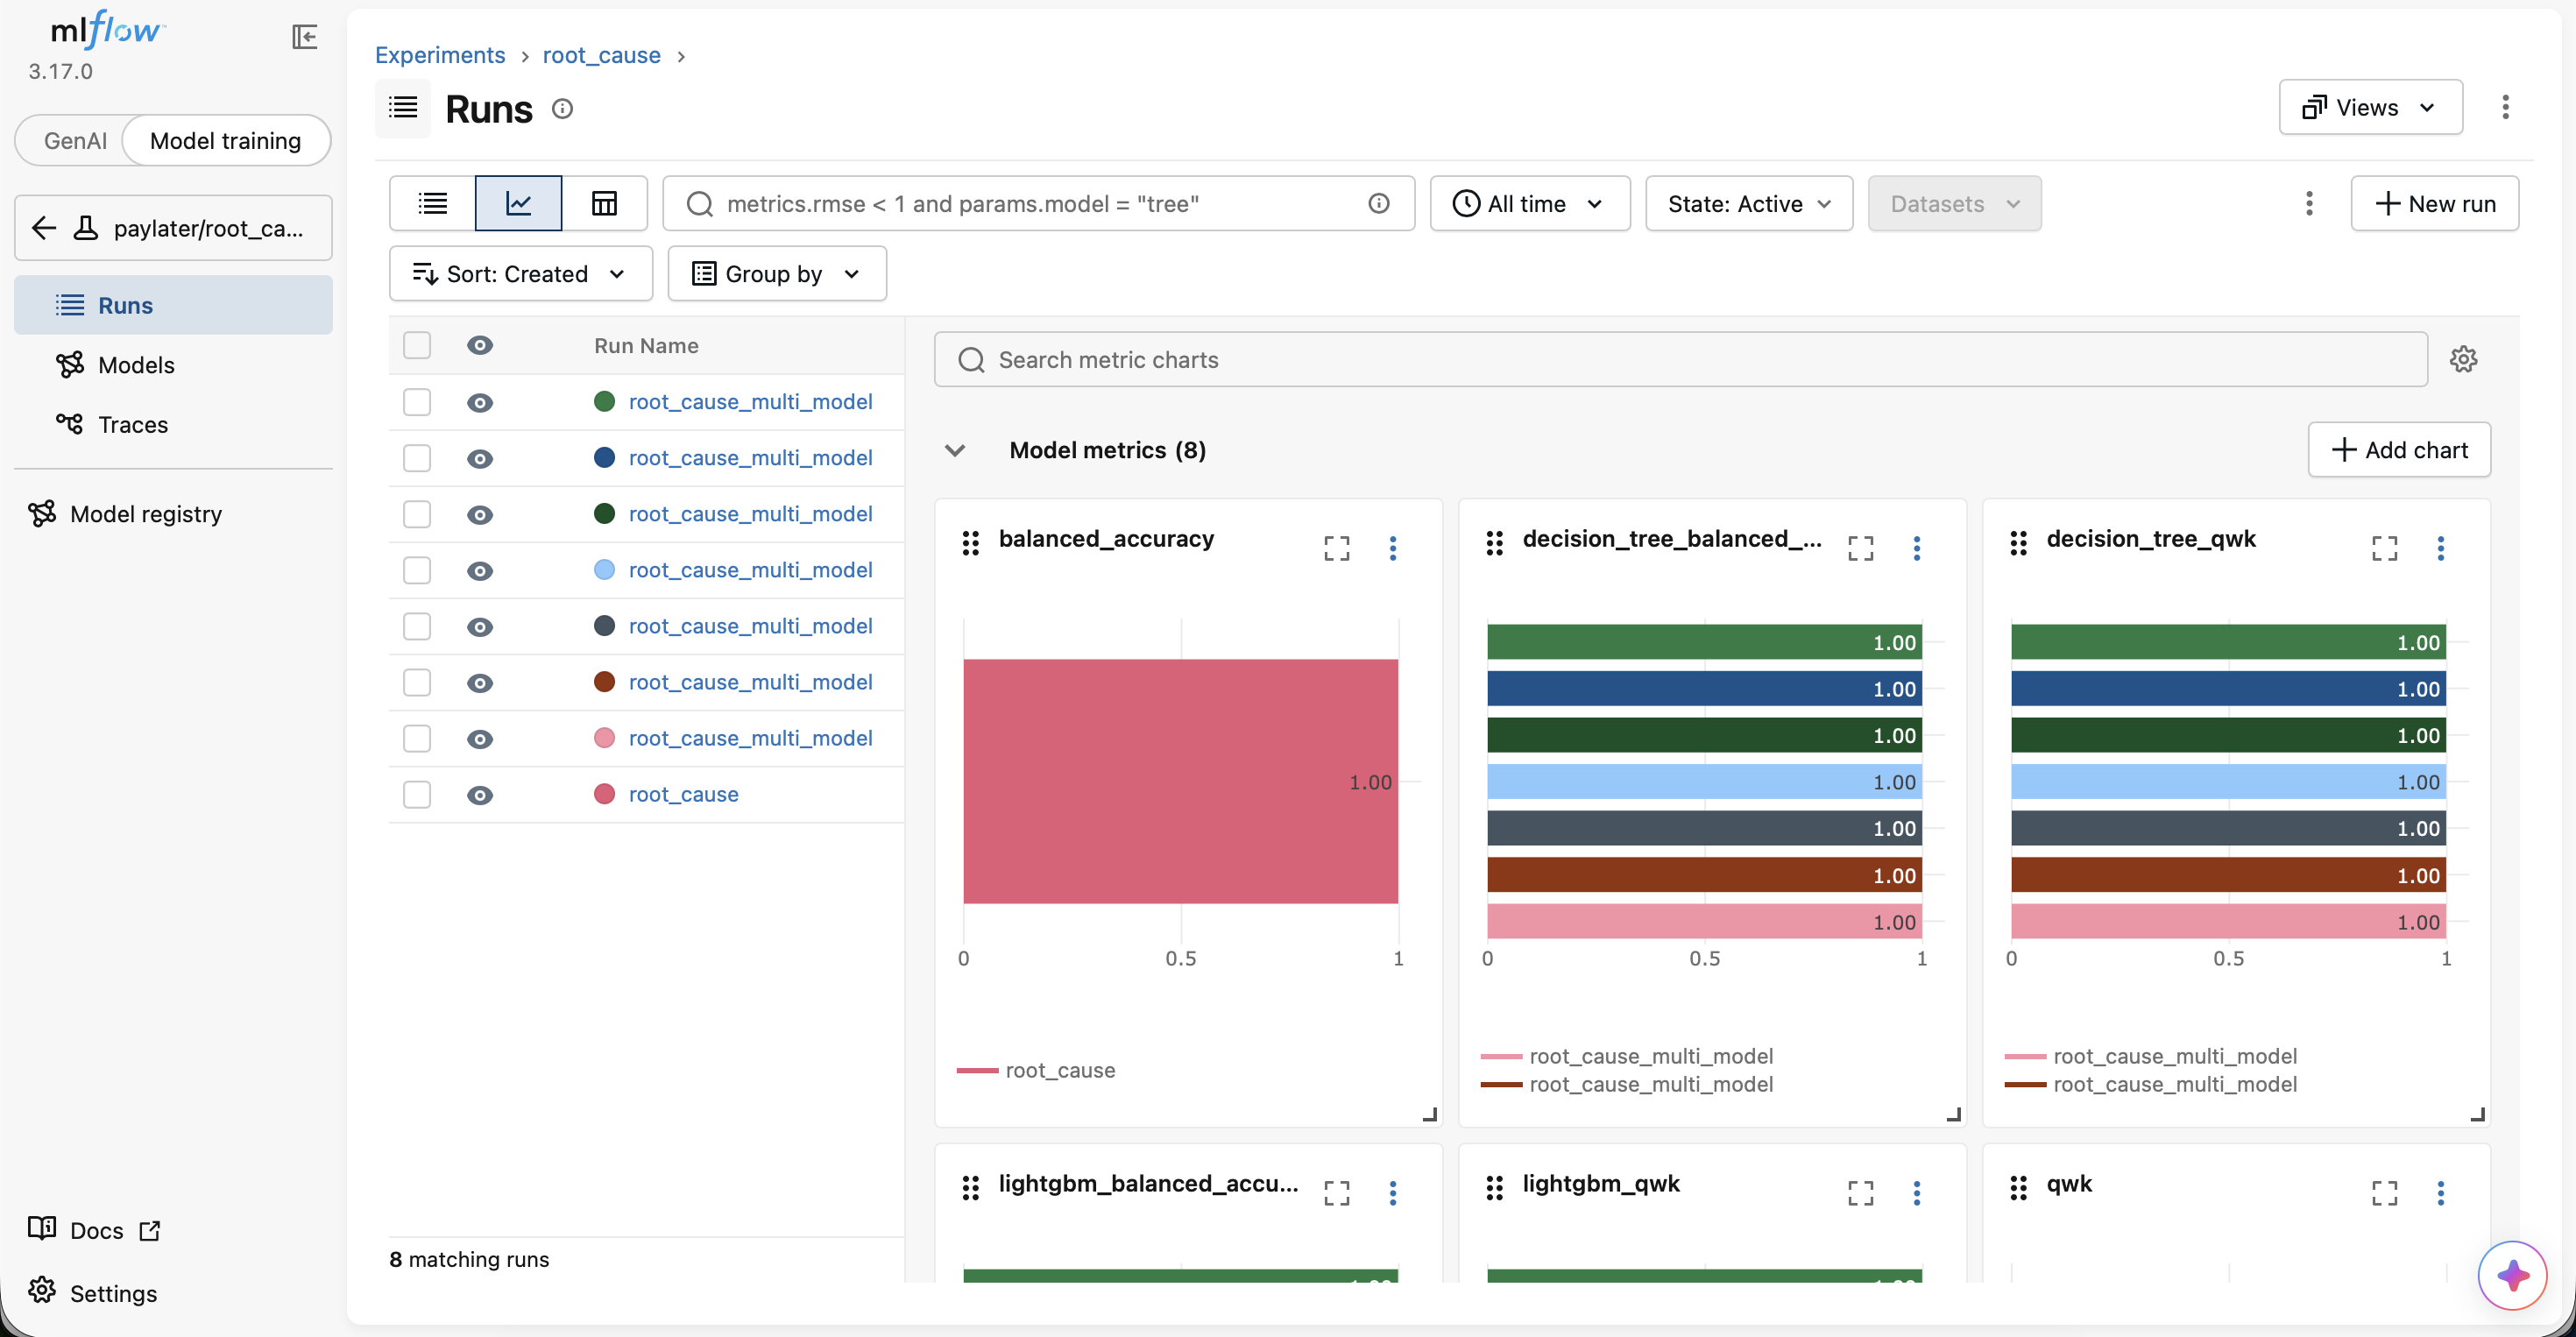 mlflow
3.17.0
GenAI
Model training
paylater/root_ca...
Runs
Models
Traces
Model registry
Docs
Settings
Experiments > root_cause >
Runs
Views
metrics.rmse < 1 and params.model = "tree"
All time
State: Active
Datasets
New run
Sort: Created
Group by
Run Name
root_cause_multi_model
root_cause_multi_model
root_cause_multi_model
root_cause_multi_model
root_cause_multi_model
root_cause_multi_model
root_cause_multi_model
root_cause
8 matching runs
Search metric charts
Model metrics (8)
Add chart
balanced_accuracy
1.00
0 0.5 1
root_cause
decision_tree_balanced_...
1.00
1.00
1.00
1.00
1.00
1.00
1.00
0 0.5 1
root_cause_multi_model
root_cause_multi_model
decision_tree_qwk
1.00
1.00
1.00
1.00
1.00
1.00
1.00
0 0.5 1
root_cause_multi_model
root_cause_multi_model
lightgbm_balanced_accu...
lightgbm_qwk
qwk